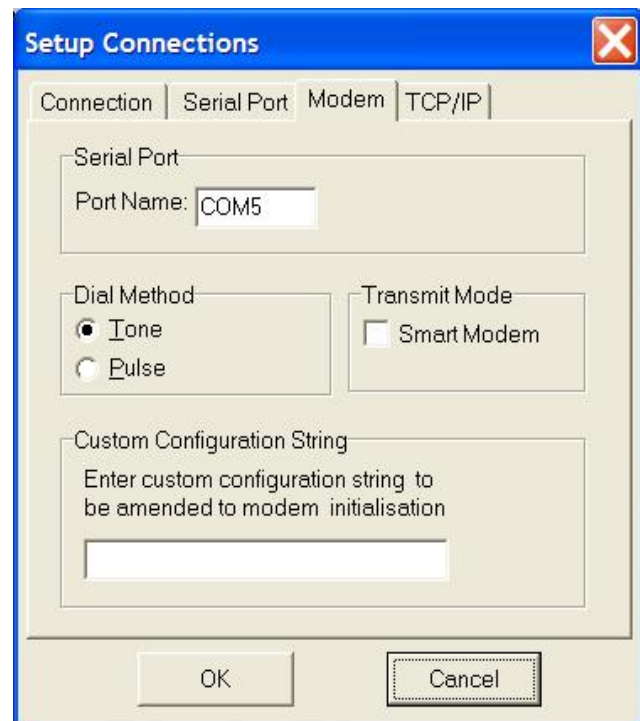 Setup Connections
Connection Serial Port Modem TCP/IP
Serial Port
Port Name: COM5
Dial Method Transmit Mode
Tone Smart Modem
Pulse
Custom Configuration String
Enter custom configuration string to
be amended to modem initialisation
OK Cancel